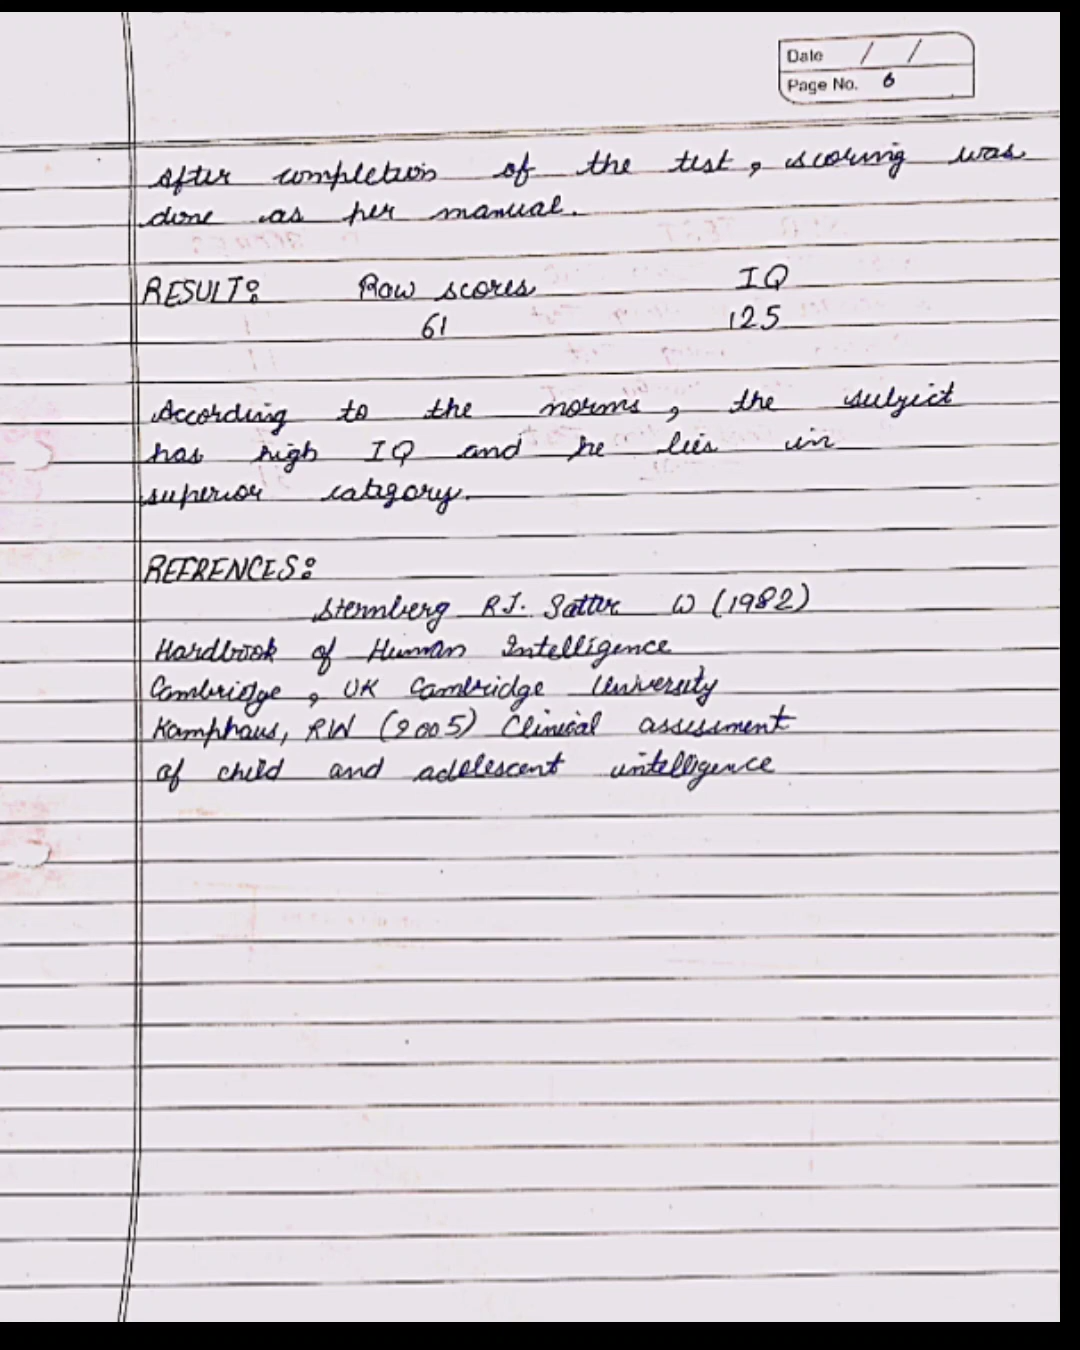 Date / /
Page No. 6
After completion of the test, scoring was
done as per manual.
RESULT: Raw scores IQ
61 125
According to the norms, the subject
has high IQ and he lies in
superior category.
REFRENCES:
Sternberg RJ. Satter W (1982)
Hardbook of Human Intelligence
Cambridge, UK Cambridge University
Kamphaus, RW (2005) Clinical assessment
of child and adolescent intelligence